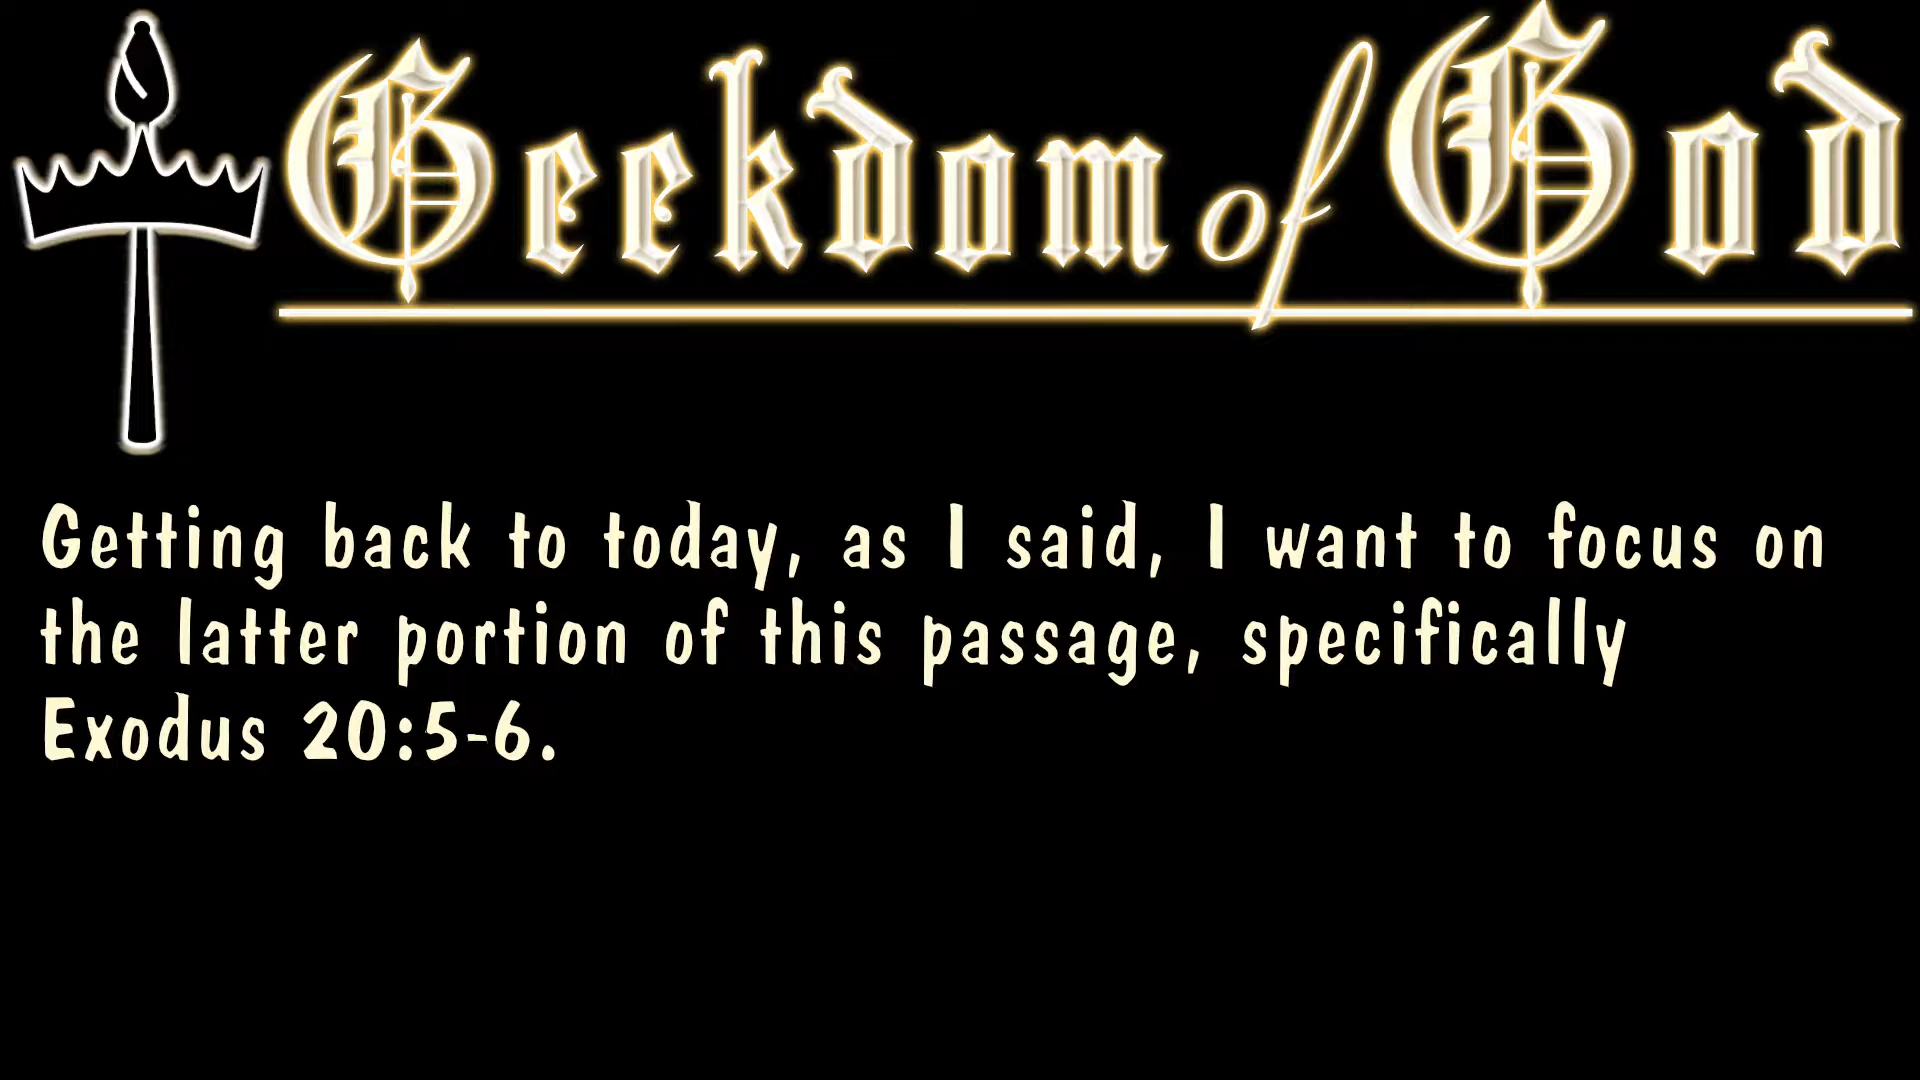 Geekdom of God
Getting back to today, as I said, I want to focus on
the latter portion of this passage, specifically
Exodus 20:5-6.